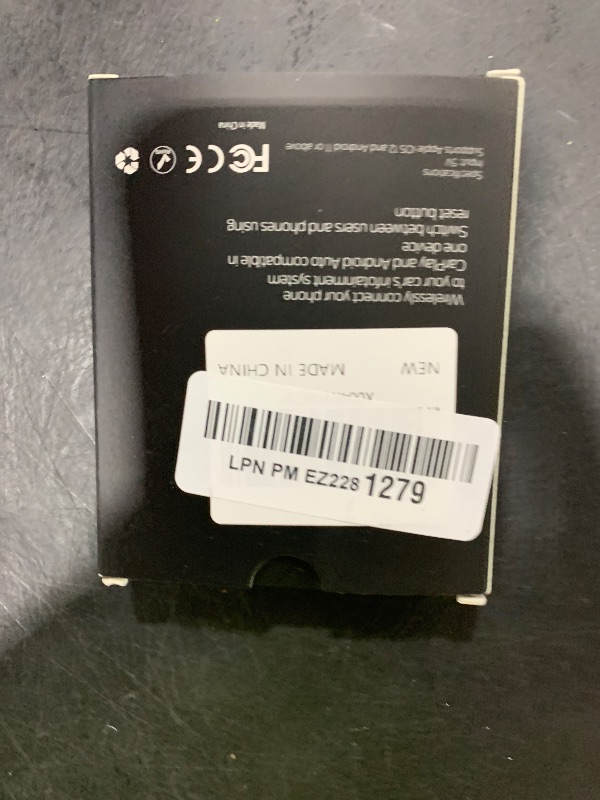 Wirelessly connect your phone
to your car's infotainment system
CarPlay and Android Auto compatible in
one device
Switch between users and phones using
reset button
Specifications
Input: 5V
Supports Apple iOS 12 and Android 11 or above
FC CE
RoHS
Made in China
NEW MADE IN CHINA
LPN PM EZ228 1279